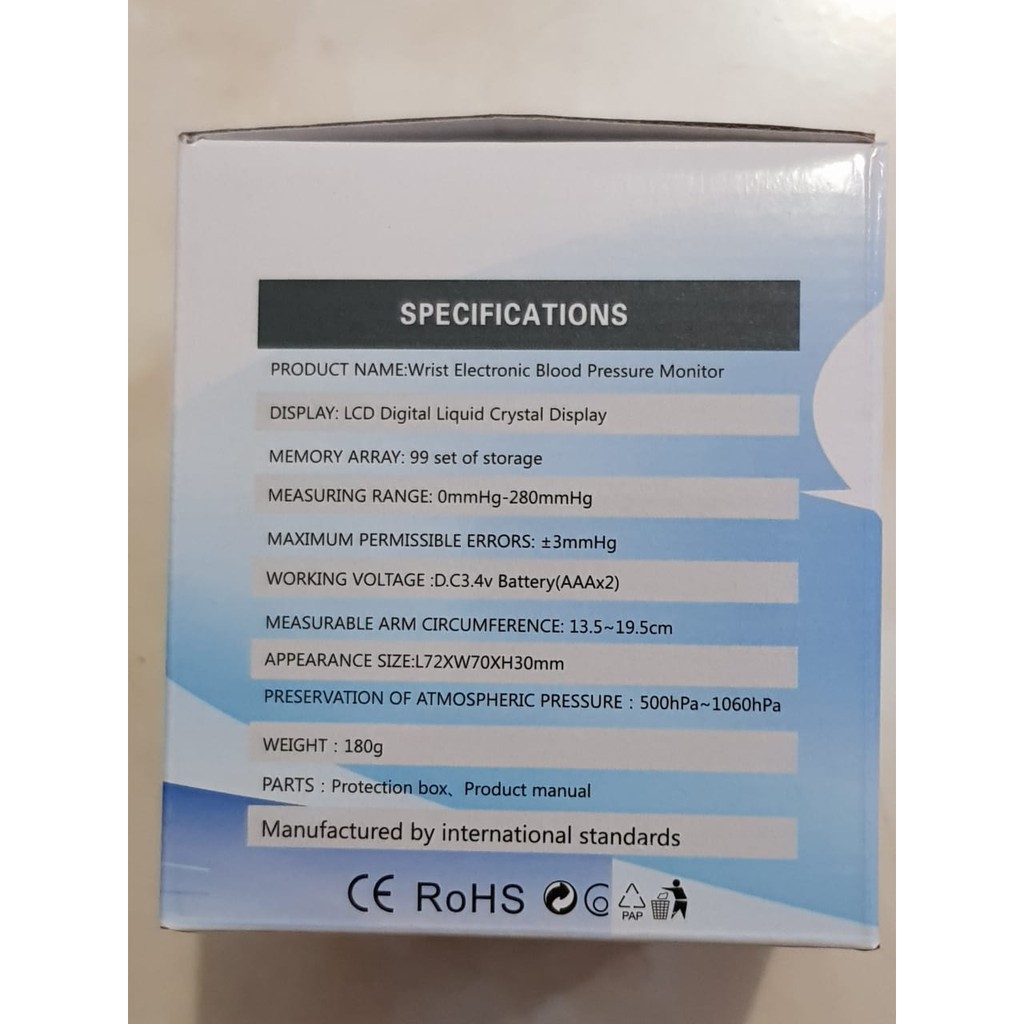 SPECIFICATIONS
PRODUCT NAME:Wrist Electronic Blood Pressure Monitor
DISPLAY: LCD Digital Liquid Crystal Display
MEMORY ARRAY: 99 set of storage
MEASURING RANGE: 0mmHg-280mmHg
MAXIMUM PERMISSIBLE ERRORS: ±3mmHg
WORKING VOLTAGE :D.C3.4v Battery(AAAx2)
MEASURABLE ARM CIRCUMFERENCE: 13.5~19.5cm
APPEARANCE SIZE:L72XW70XH30mm
PRESERVATION OF ATMOSPHERIC PRESSURE : 500hPa~1060hPa
WEIGHT : 180g
PARTS : Protection box、Product manual
Manufactured by international standards
CE RoHS
PAP